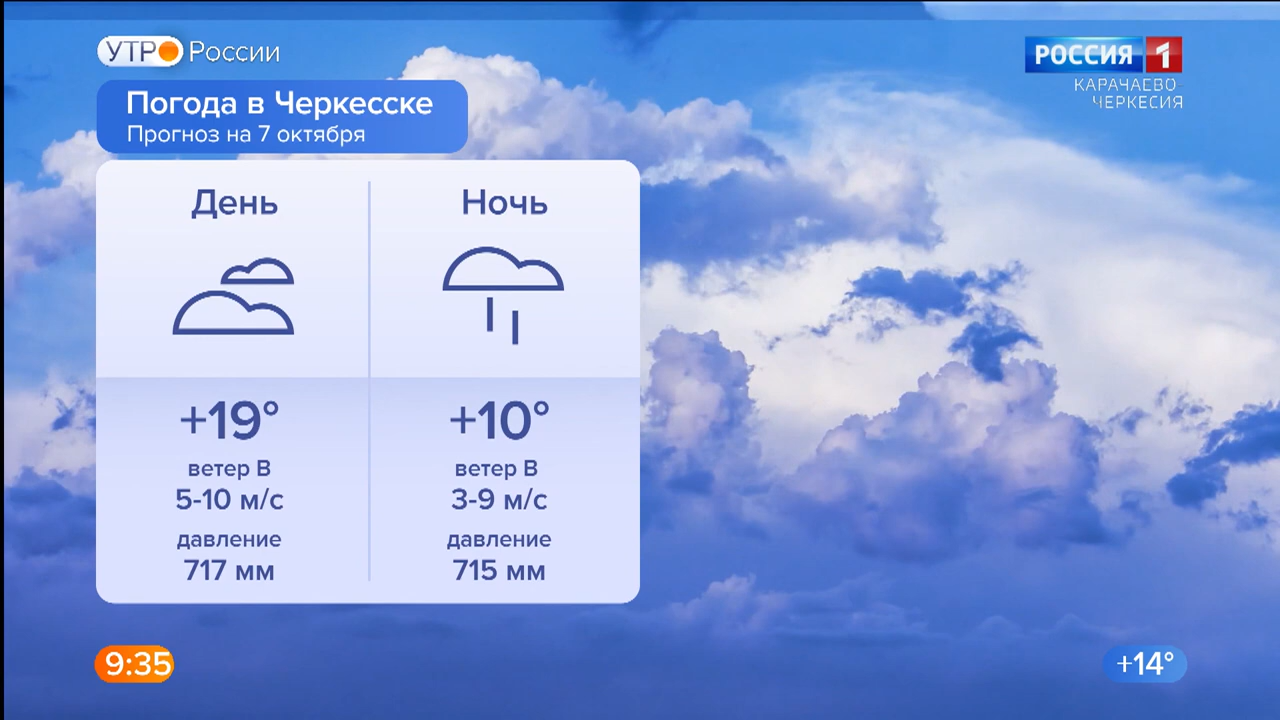 УТРО России
РОССИЯ 1
КАРАЧАЕВО-
ЧЕРКЕСИЯ
Погода в Черкесске
Прогноз на 7 октября
День
Ночь
+19°
+10°
ветер В
ветер В
5-10 м/с
3-9 м/с
давление
давление
717 мм
715 мм
9:35
+14°